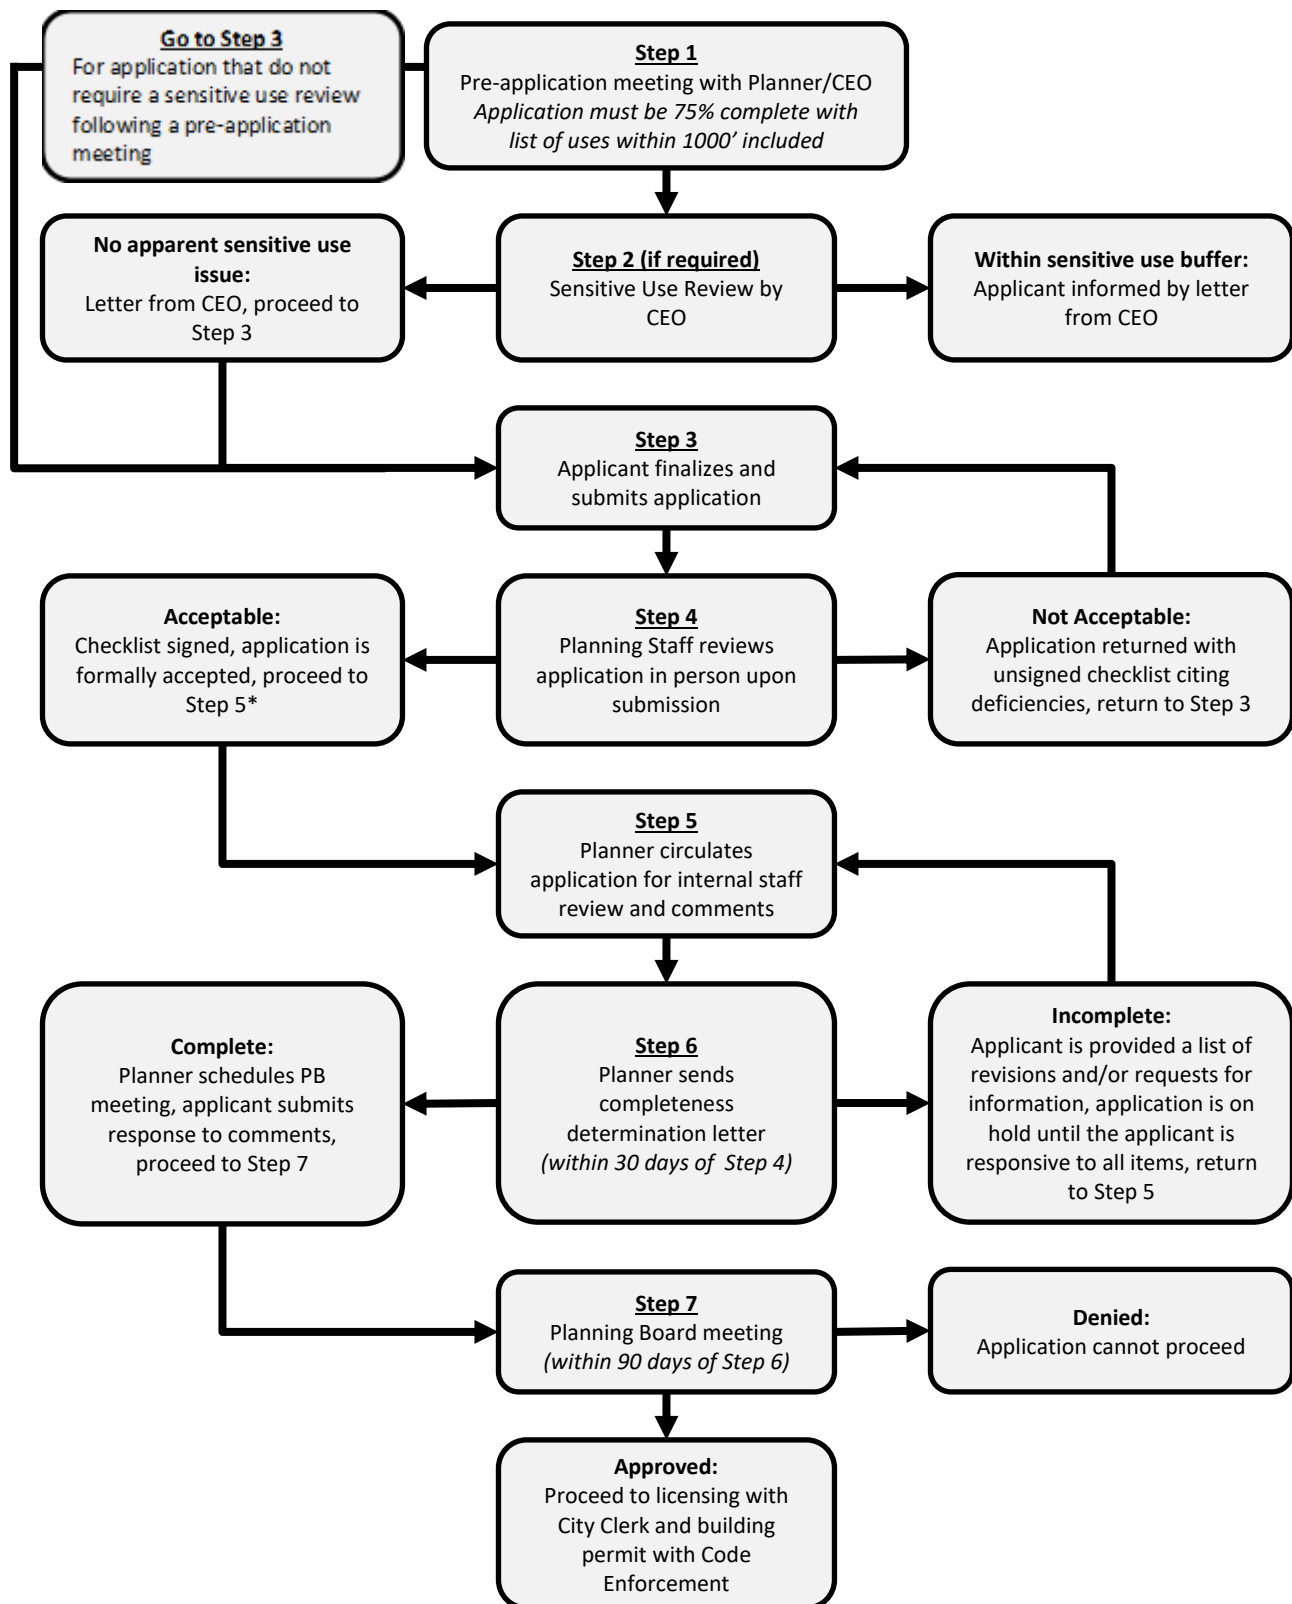 Go to Step 3
For application that do not
require a sensitive use review
following a pre-application
meeting
Step 1
Pre-application meeting with Planner/CEO
Application must be 75% complete with
list of uses within 1000’ included
No apparent sensitive use
issue:
Letter from CEO, proceed to
Step 3
Step 2 (if required)
Sensitive Use Review by
CEO
Within sensitive use buffer:
Applicant informed by letter
from CEO
Step 3
Applicant finalizes and
submits application
Acceptable:
Checklist signed, application is
formally accepted, proceed to
Step 5*
Step 4
Planning Staff reviews
application in person upon
submission
Not Acceptable:
Application returned with
unsigned checklist citing
deficiencies, return to Step 3
Step 5
Planner circulates
application for internal staff
review and comments
Complete:
Planner schedules PB
meeting, applicant submits
response to comments,
proceed to Step 7
Step 6
Planner sends
completeness
determination letter
(within 30 days of Step 4)
Incomplete:
Applicant is provided a list of
revisions and/or requests for
information, application is on
hold until the applicant is
responsive to all items, return
to Step 5
Step 7
Planning Board meeting
(within 90 days of Step 6)
Denied:
Application cannot proceed
Approved:
Proceed to licensing with
City Clerk and building
permit with Code
Enforcement